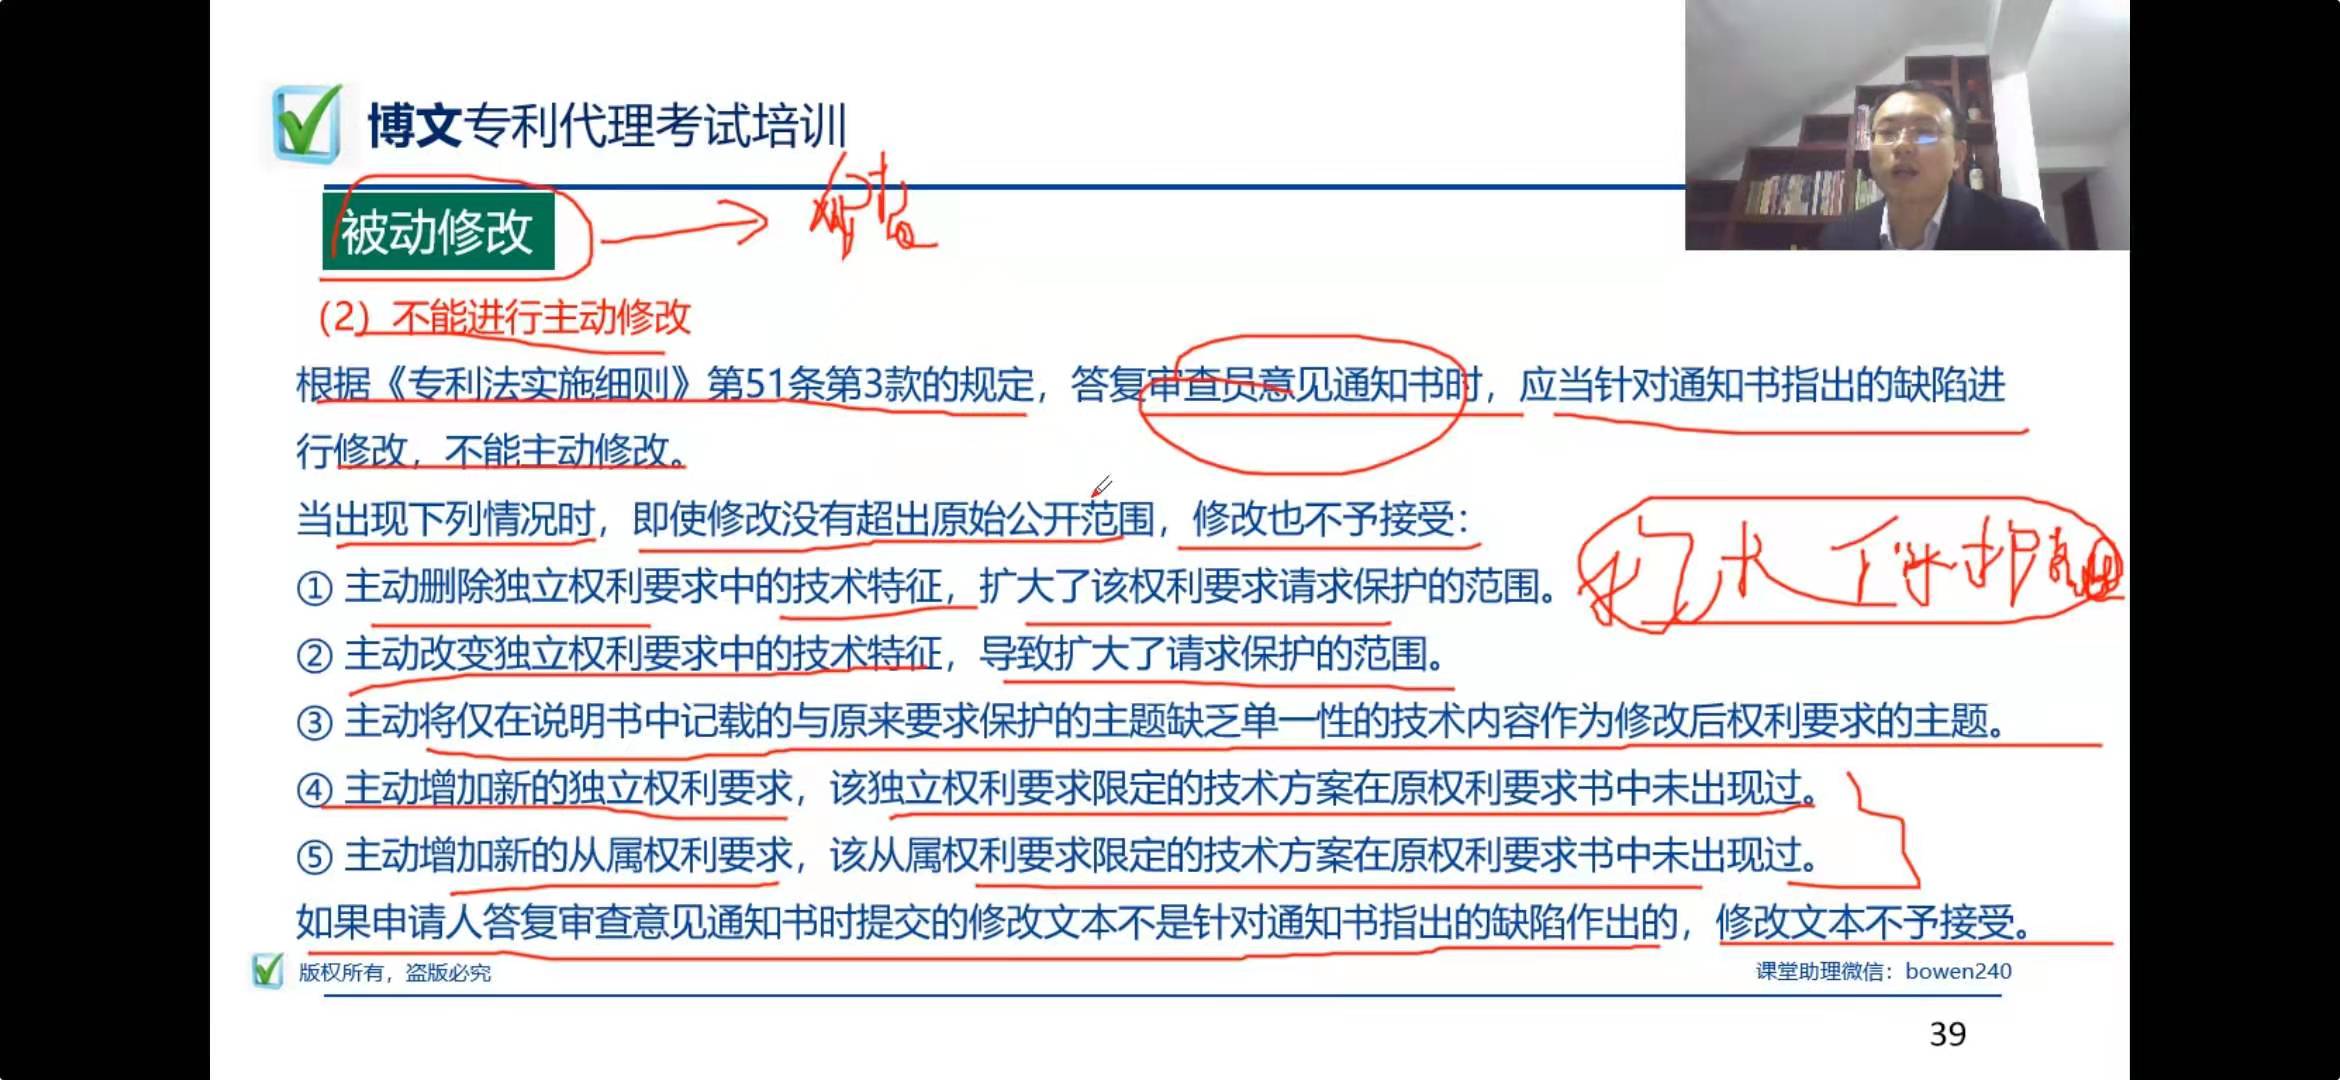 博文专利代理考试培训
被动修改
（2）不能进行主动修改
根据《专利法实施细则》第51条第3款的规定，答复审查员意见通知书时，应当针对通知书指出的缺陷进
行修改，不能主动修改。
当出现下列情况时，即使修改没有超出原始公开范围，修改也不予接受：
① 主动删除独立权利要求中的技术特征，扩大了该权利要求请求保护的范围。
② 主动改变独立权利要求中的技术特征，导致扩大了请求保护的范围。
③ 主动将仅在说明书中记载的与原来要求保护的主题缺乏单一性的技术内容作为修改后权利要求的主题。
④ 主动增加新的独立权利要求，该独立权利要求限定的技术方案在原权利要求书中未出现过。
⑤ 主动增加新的从属权利要求，该从属权利要求限定的技术方案在原权利要求书中未出现过。
如果申请人答复审查意见通知书时提交的修改文本不是针对通知书指出的缺陷作出的，修改文本不予接受。
版权所有，盗版必究
课堂助理微信：bowen240
39